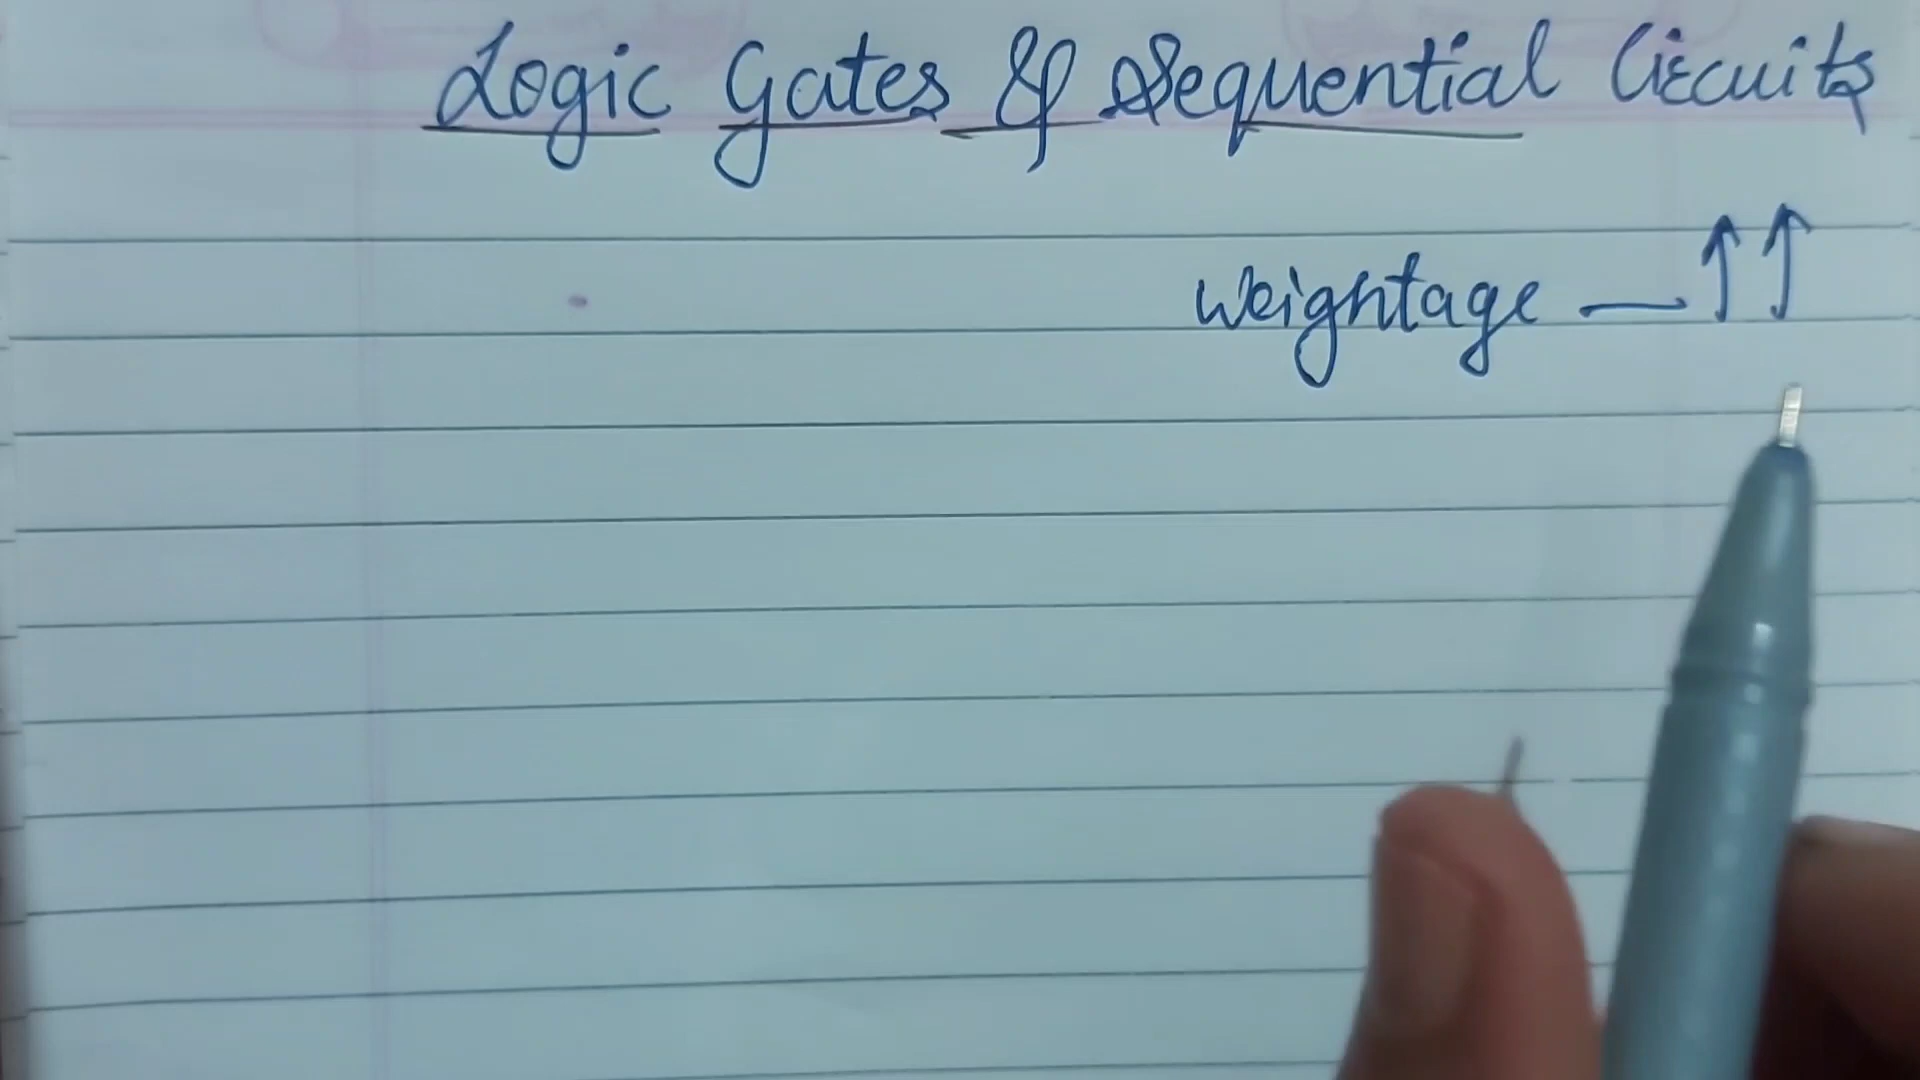 Logic Gates & Sequential Circuits
Weightage — ↑↑